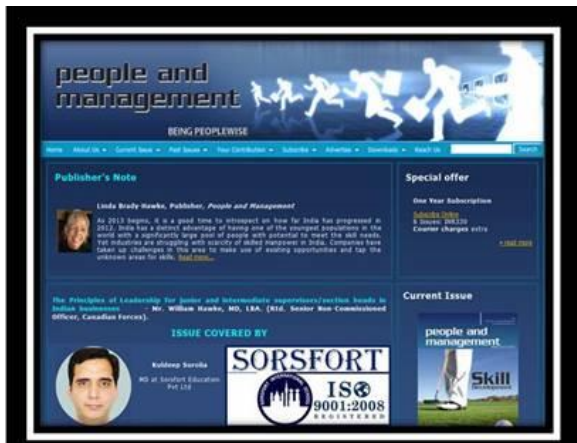 people and
management
BEING PEOPLEWISE
Home About Us Current Issue Past Issues Your Contribution Subscribe Advertise Downloads Reach Us Search
Publisher's Note
Linda Brady Hawke, Publisher, People and Management
As 2013 begins, it is a good time to introspect on how far India has progressed in
2012. India has a distinct advantage of having one of the youngest populations in the
world with a significantly large pool of people with potential to meet the skill needs.
Yet industries are struggling with scarcity of skilled manpower in India. Companies have
taken up challenges in this area to make use of existing opportunities and tap the
unknown areas for skills. Read more...
Special offer
One Year Subscription
Subscribe Online
6 Issues: INR220
Courier charges extra
+ read more
The Principles of Leadership for junior and intermediate supervisors/section heads in
Indian businesses - Mr. William Hawke, MD, LBA. (Rtd. Senior Non-Commissioned
Officer, Canadian Forces).
ISSUE COVERED BY
Kuldeep Sorolia
MD at Sorsfort Education
Pvt Ltd
SORSFORT
ISO
9001:2008
REGISTERED
Current Issue
people and
management
Skill
Development